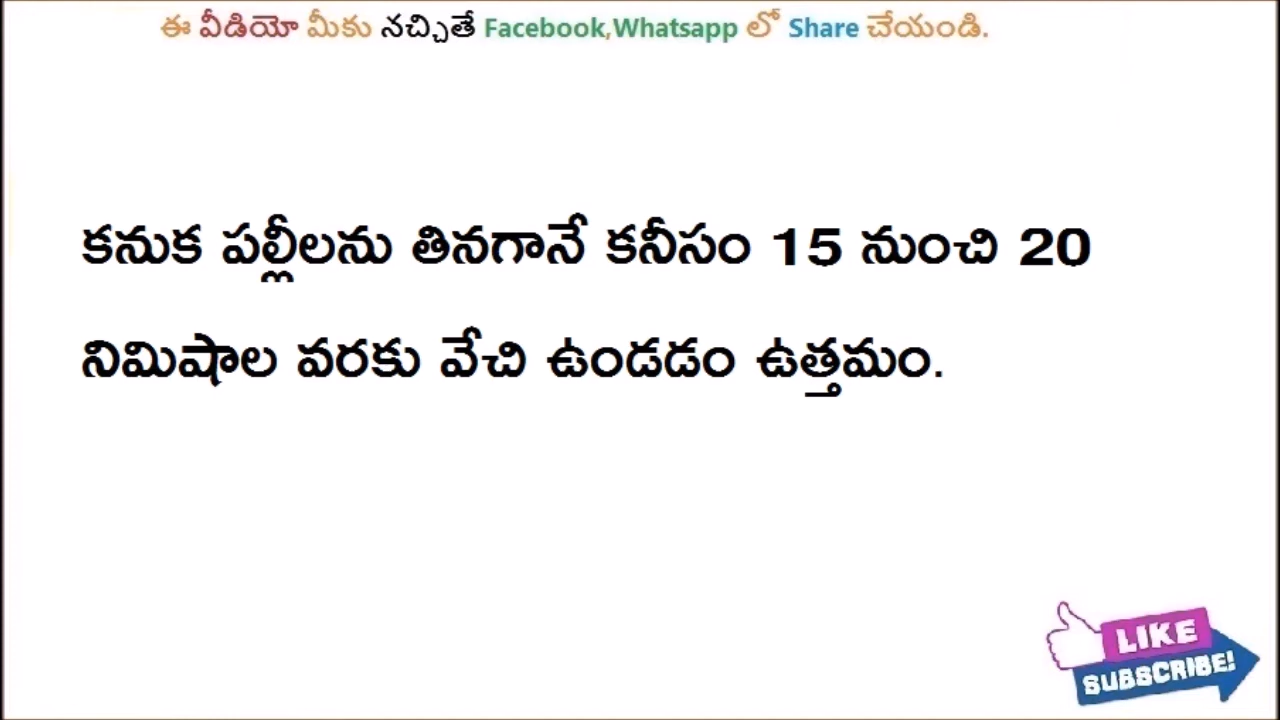 ఈ వీడియో మీకు నచ్చితే Facebook,Whatsapp లో Share చేయండి.
కనుక పల్లీలను తినగానే కనీసం 15 నుంచి 20
నిమిషాల వరకు వేచి ఉండడం ఉత్తమం.
LIKE
SUBSCRIBE!